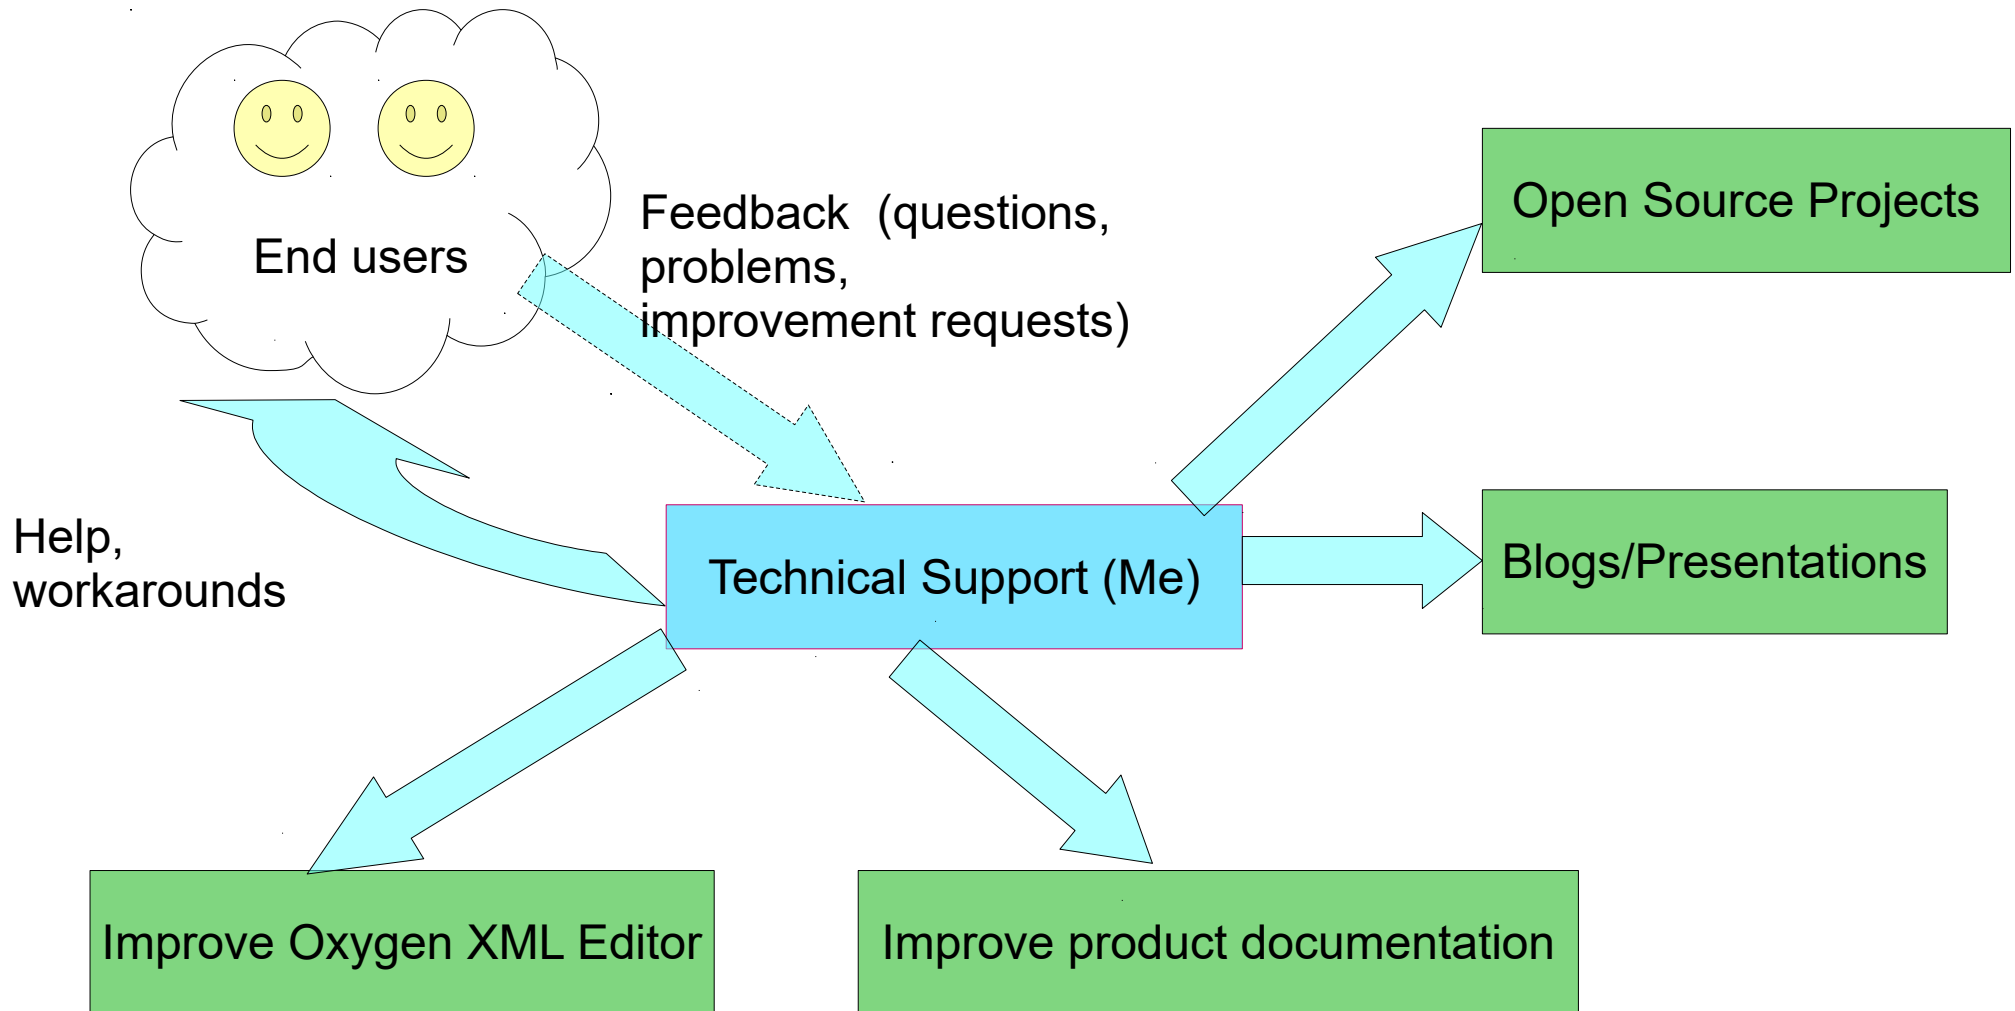 End users
Feedback  (questions,
problems,
improvement requests)
Open Source Projects
Help,
workarounds
Technical Support (Me)
Blogs/Presentations
Improve Oxygen XML Editor
Improve product documentation